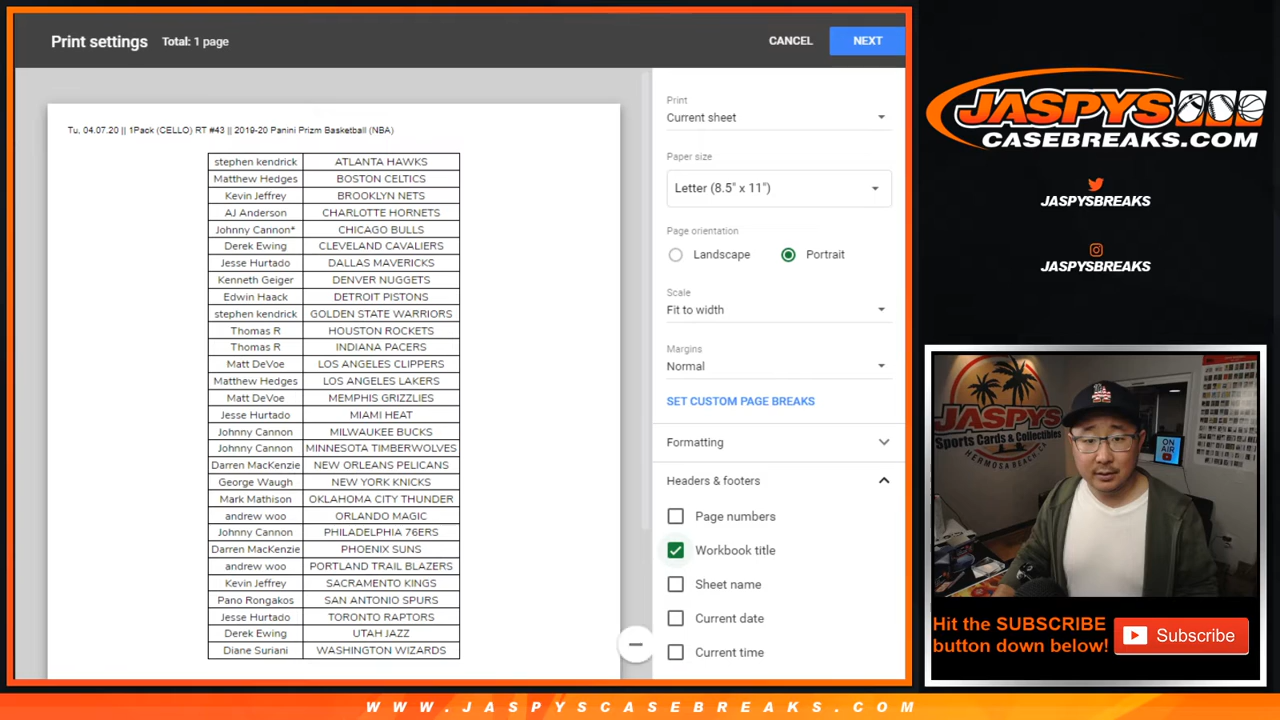 Print settings Total: 1 page
CANCEL NEXT
Tu, 04.07.20 || 1Pack (CELLO) RT #43 || 2019-20 Panini Prizm Basketball (NBA)
stephen kendrick ATLANTA HAWKS
Matthew Hedges BOSTON CELTICS
Kevin Jeffrey BROOKLYN NETS
AJ Anderson CHARLOTTE HORNETS
Johnny Cannon* CHICAGO BULLS
Derek Ewing CLEVELAND CAVALIERS
Jesse Hurtado DALLAS MAVERICKS
Kenneth Geiger DENVER NUGGETS
Edwin Haack DETROIT PISTONS
stephen kendrick GOLDEN STATE WARRIORS
Thomas R HOUSTON ROCKETS
Thomas R INDIANA PACERS
Matt DeVoe LOS ANGELES CLIPPERS
Matthew Hedges LOS ANGELES LAKERS
Matt DeVoe MEMPHIS GRIZZLIES
Jesse Hurtado MIAMI HEAT
Johnny Cannon MILWAUKEE BUCKS
Johnny Cannon MINNESOTA TIMBERWOLVES
Darren MacKenzie NEW ORLEANS PELICANS
George Waugh NEW YORK KNICKS
Mark Mathison OKLAHOMA CITY THUNDER
andrew woo ORLANDO MAGIC
Johnny Cannon PHILADELPHIA 76ERS
Darren MacKenzie PHOENIX SUNS
andrew woo PORTLAND TRAIL BLAZERS
Kevin Jeffrey SACRAMENTO KINGS
Pano Rongakos SAN ANTONIO SPURS
Jesse Hurtado TORONTO RAPTORS
Derek Ewing UTAH JAZZ
Diane Suriani WASHINGTON WIZARDS
Print
Current sheet
Paper size
Letter (8.5" x 11")
Page orientation
Landscape Portrait
Scale
Fit to width
Margins
Normal
SET CUSTOM PAGE BREAKS
Formatting
Headers & footers
Page numbers
Workbook title
Sheet name
Current date
Current time
JASPYS
CASEBREAKS.COM
JASPYSBREAKS
JASPYSBREAKS
JASPYS
Sports Cards & Collectibles
HERMOSA BEACH, CA
ON
AIR
Hit the SUBSCRIBE
button down below!
Subscribe
WWW.JASPYSCASEBREAKS.COM